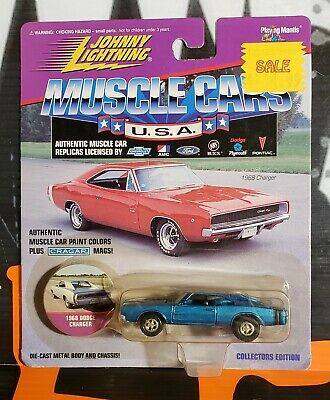 WARNING: CHOKING HAZARD - small parts. Not for children under 3 years.
Playing Mantis
JOHNNY
LIGHTNING
SALE
MUSCLE CARS
U.S.A.
AUTHENTIC MUSCLE CAR
REPLICAS LICENSED BY
CHEVROLET
AMC
Ford
BUICK
Dodge
Plymouth
PONTIAC
1968 Charger
AUTHENTIC
MUSCLE CAR PAINT COLORS
PLUS CRAGAR MAGS!
1968 DODGE
CHARGER
DIE-CAST METAL BODY AND CHASSIS!
COLLECTORS EDITION